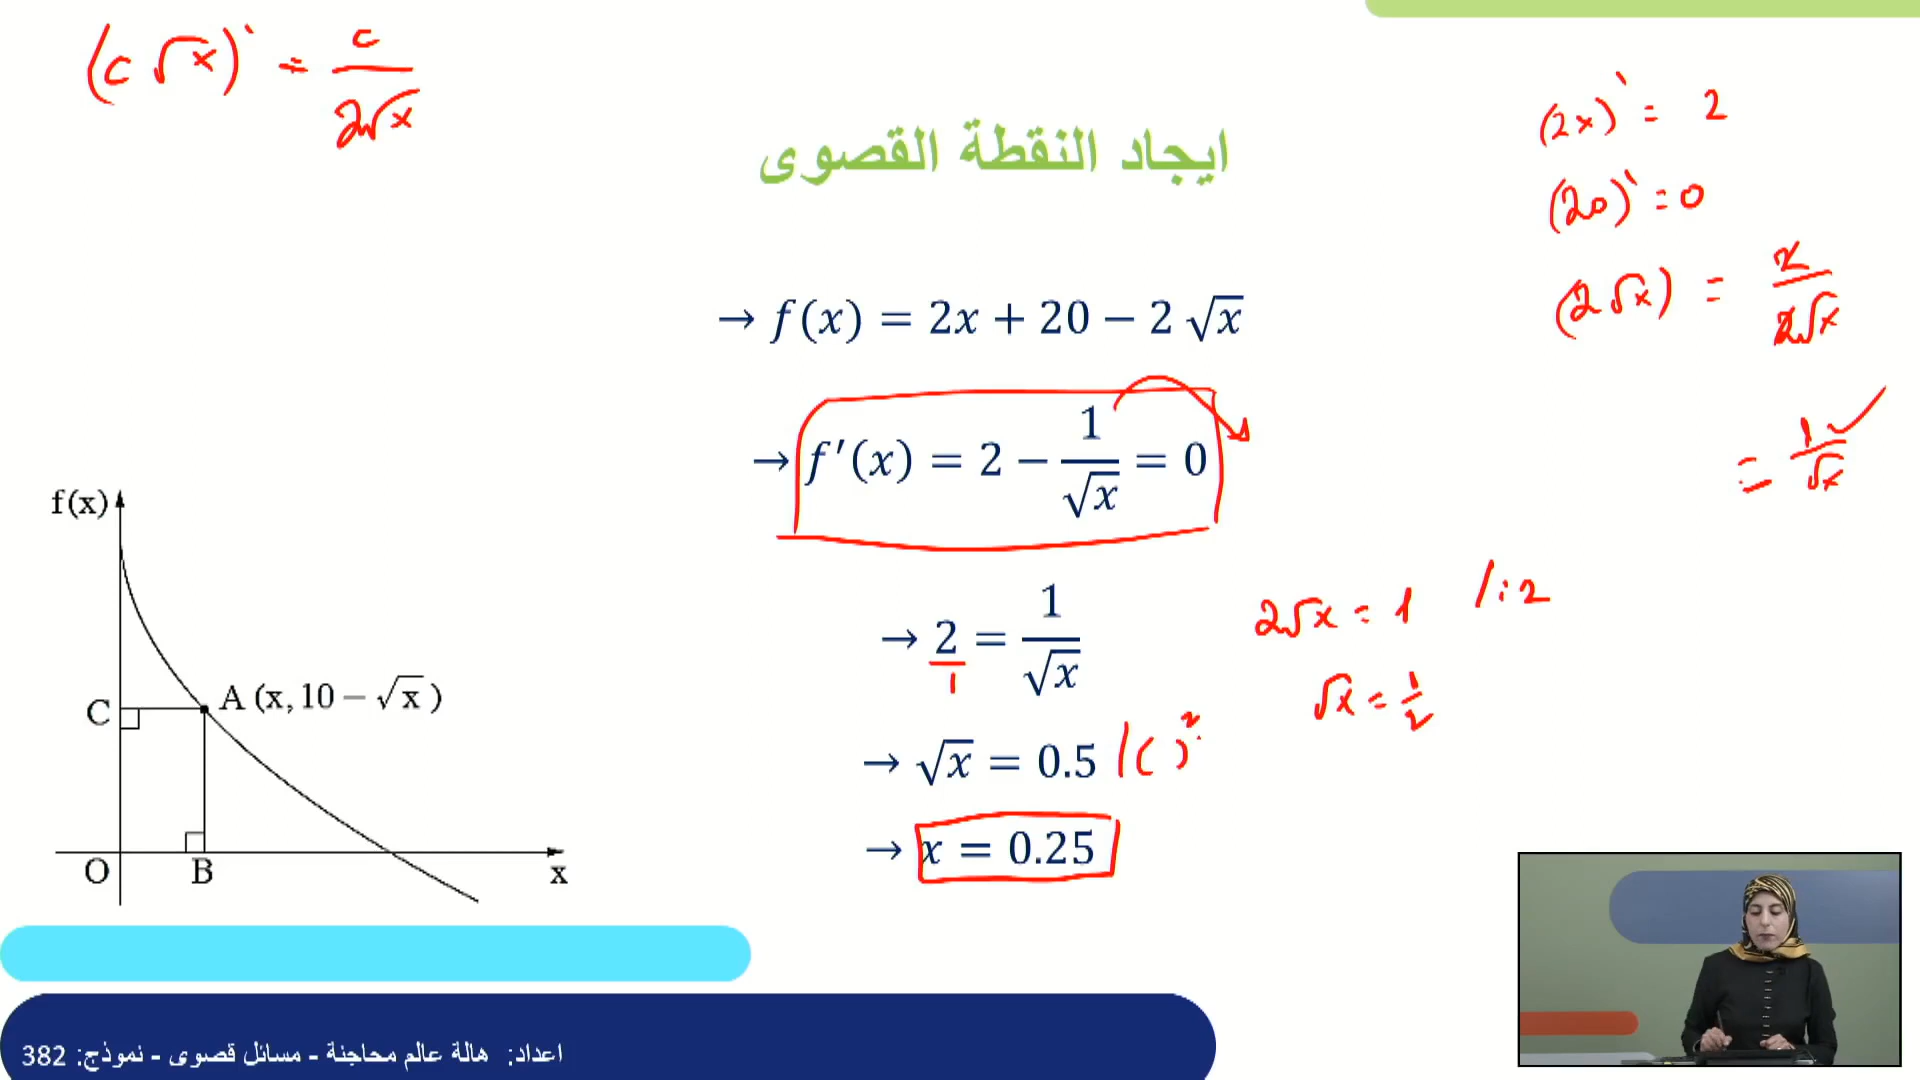 (c √x)' = c / 2√x
ايجاد النقطة القصوى
(2x)' = 2
(20)' = 0
(2√x) = 2 / 2√x
= 1 / √x
→ f(x) = 2x + 20 − 2 √x
→ f′(x) = 2 − 1/√x = 0
→ 2 = 1/√x
1
2√x = 1 /:2
√x = 1/2
→ √x = 0.5 /( )²
→ x = 0.25
f(x)
C
A (x, 10 − √x )
O
B
x
اعداد: هالة عالم محاجنة - مسائل قصوى - نموذج: 382